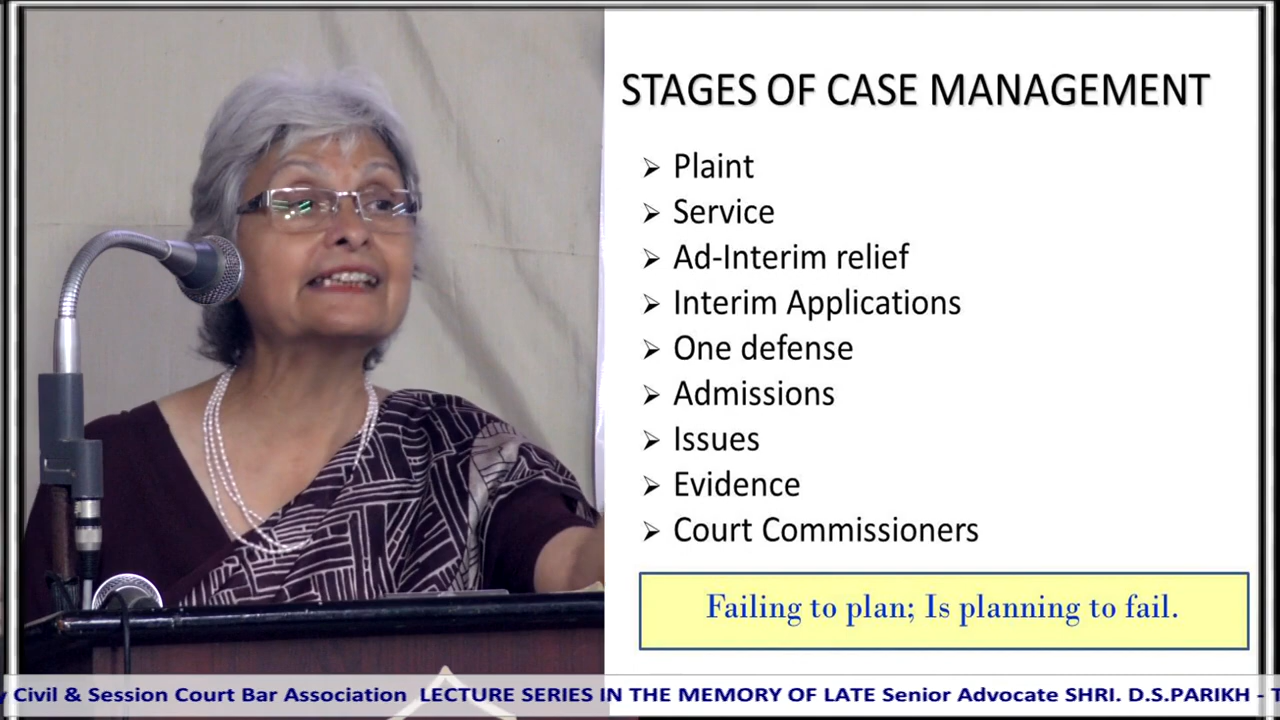 STAGES OF CASE MANAGEMENT
Plaint
Service
Ad-Interim relief
Interim Applications
One defense
Admissions
Issues
Evidence
Court Commissioners
Failing to plan; Is planning to fail.
Civil & Session Court Bar Association LECTURE SERIES IN THE MEMORY OF LATE Senior Advocate SHRI. D.S.PARIKH -